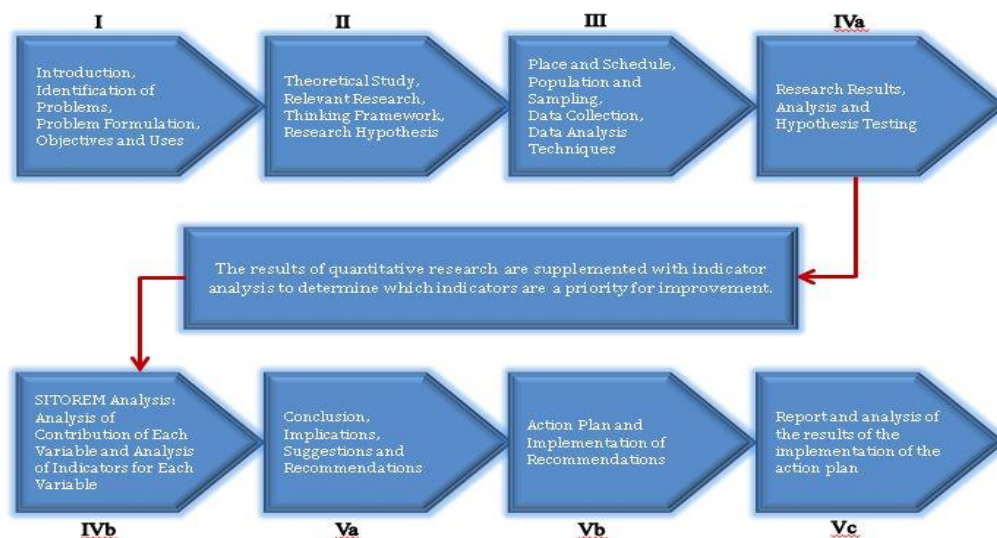 I
II
III
IVa
Introduction,
Identification of
Problems,
Problem Formulation,
Objectives and Uses
Theoretical Study,
Relevant Research,
Thinking Framework,
Research Hypothesis
Place and Schedule,
Population and
Sampling,
Data Collection,
Data Analysis
Techniques
Research Results,
Analysis and
Hypothesis Testing
The results of quantitative research are supplemented with indicator
analysis to determine which indicators are a priority for improvement.
SITOREM Analysis:
Analysis of
Contribution of Each
Variable and Analysis
of Indicators for Each
Variable
Conclusion,
Implications,
Suggestions and
Recommendations
Action Plan and
Implementation of
Recommendations
Report and analysis of
the results of the
implementation of the
action plan
IVb
Va
Vb
Vc